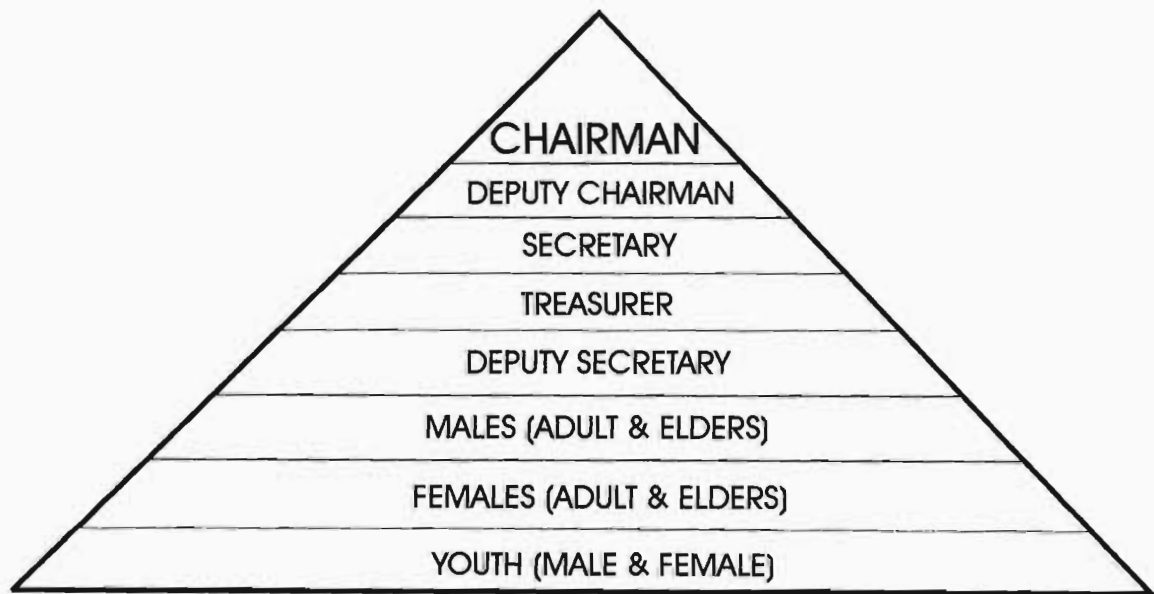 CHAIRMAN
DEPUTY CHAIRMAN
SECRETARY
TREASURER
DEPUTY SECRETARY
MALES (ADULT & ELDERS)
FEMALES (ADULT & ELDERS)
YOUTH (MALE & FEMALE)